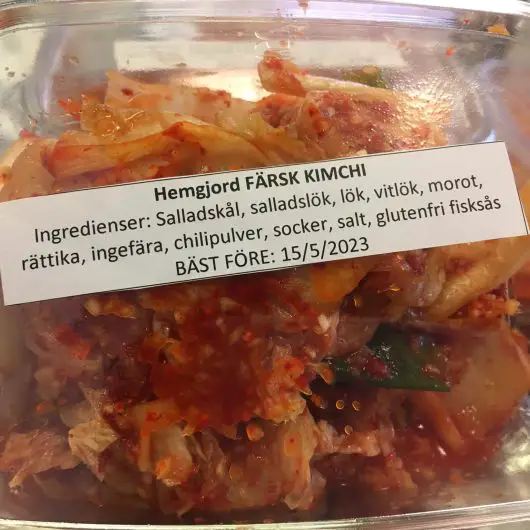 Hemgjord FÄRSK KIMCHI
Ingredienser: Salladskål, salladslök, lök, vitlök, morot,
rättika, ingefära, chilipulver, socker, salt, glutenfri fisksås
BÄST FÖRE: 15/5/2023